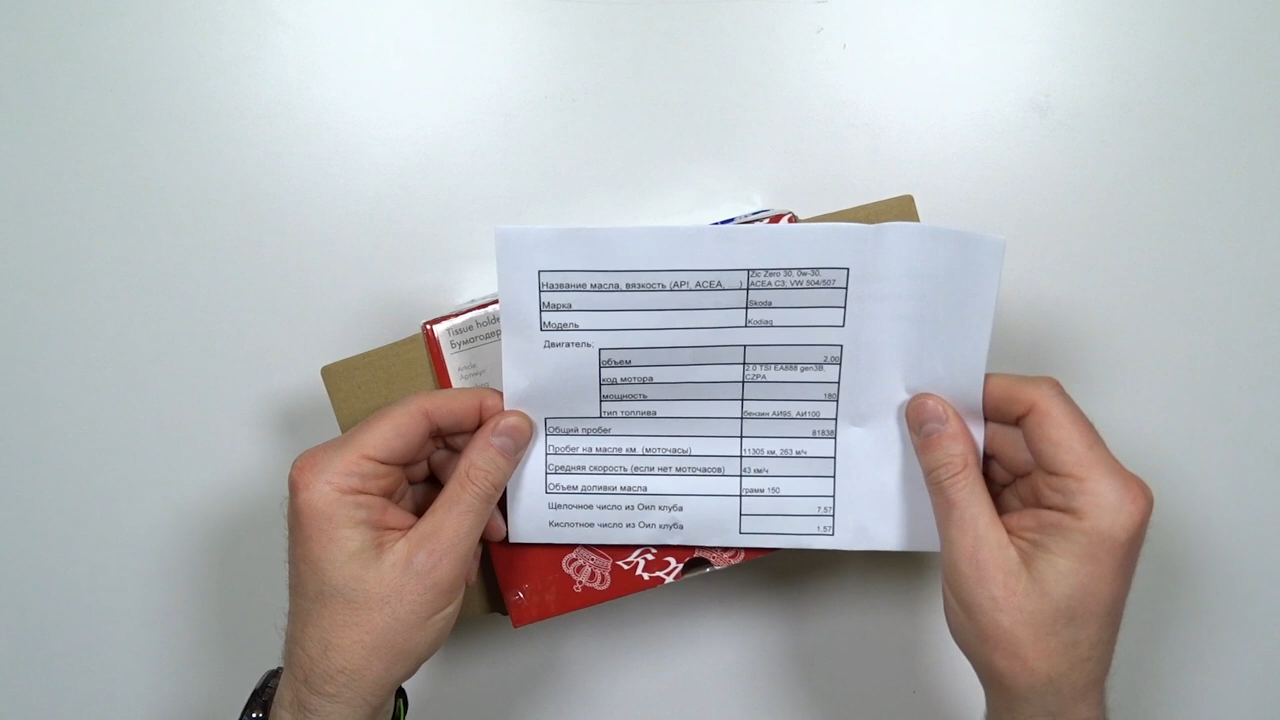 Название масла, вязкость (API, ACEA, ...) Zic Zero 30, 0w-30, ACEA C3; VW 504/507
Марка Skoda
Модель Kodiaq
Двигатель:
объем 2,00
код мотора 2.0 TSI EA888 gen3B, CZPA
мощность 180
тип топлива бензин АИ95, АИ100
Общий пробег 81838
Пробег на масле км. (моточасы) 11305 км, 263 м/ч
Средняя скорость (если нет моточасов) 43 км/ч
Объем доливки масла грамм 150
Щелочное число из Оил клуба 7.57
Кислотное число из Оил клуба 1.57
Tissue holde
Бумагодер
Article
Артикул